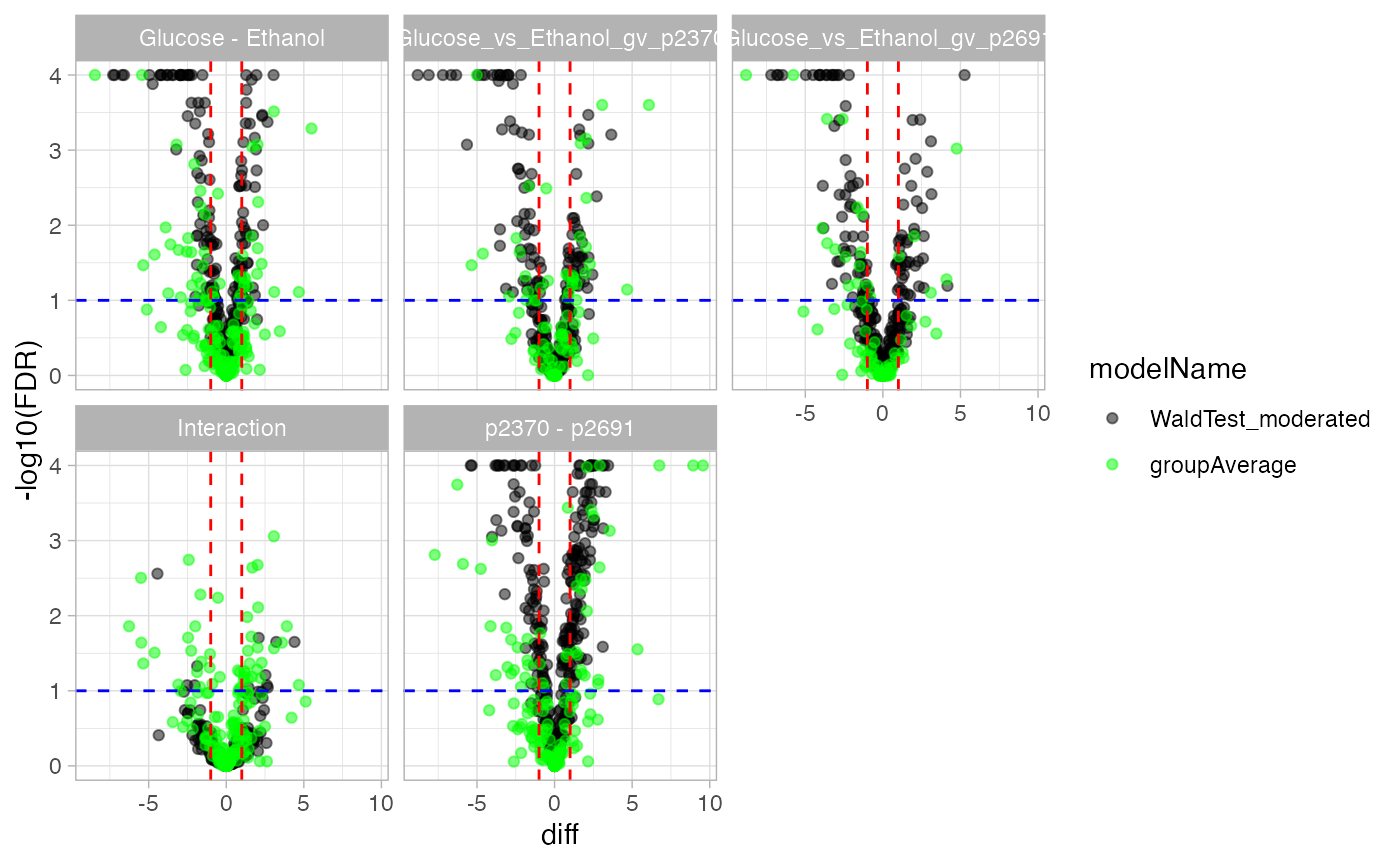 Glucose - Ethanol
Glucose_vs_Ethanol_gv_p2370
Glucose_vs_Ethanol_gv_p2691
4
3
2
1
0
-5 0 5 10
Interaction
p2370 - p2691
4
3
2
1
0
-5 0 5 10
-5 0 5 10
diff
-log10(FDR)
modelName
WaldTest_moderated
groupAverage